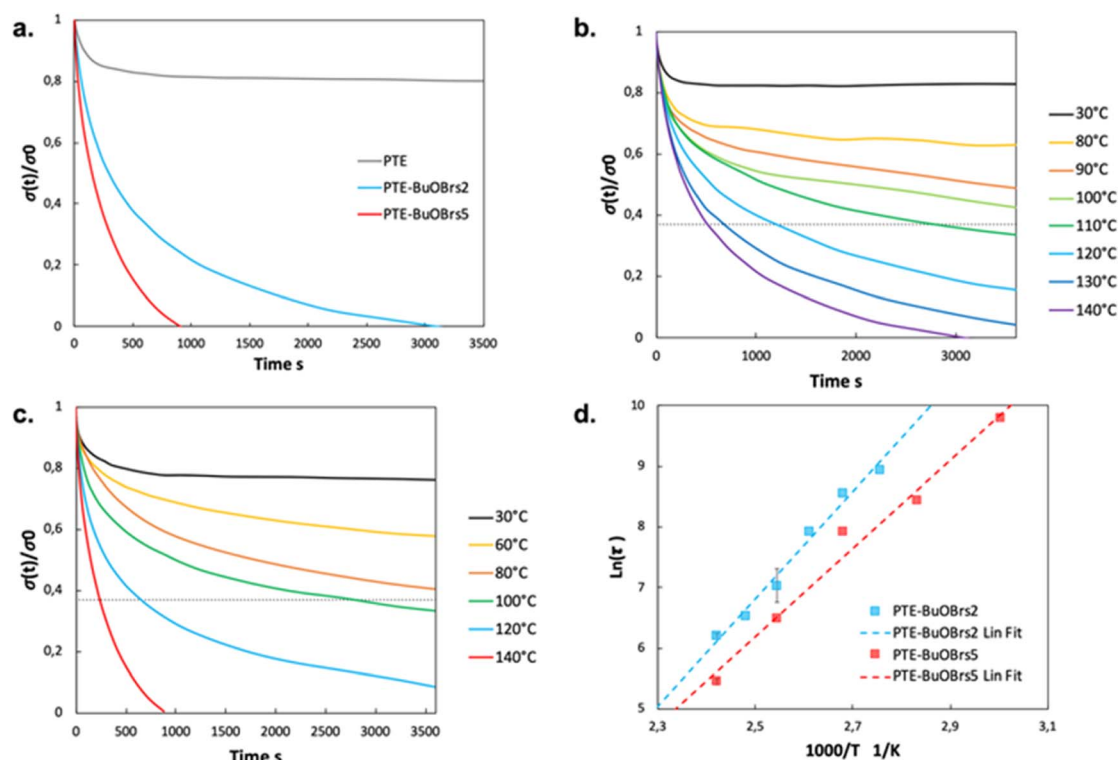 a.
σ(t)/σ0
1
0,8
0,6
0,4
0,2
0
0
500
1000
1500
2000
2500
3000
3500
Time s
PTE
PTE-BuOBrs2
PTE-BuOBrs5
b.
σ(t)/σ0
1
0,8
0,6
0,4
0,2
0
0
1000
2000
3000
Time s
30°C
80°C
90°C
100°C
110°C
120°C
130°C
140°C
c.
σ(t)/σ0
1
0,8
0,6
0,4
0,2
0
0
500
1000
1500
2000
2500
3000
3500
Time s
30°C
60°C
80°C
100°C
120°C
140°C
d.
Ln(τ)
10
9
8
7
6
5
2,3
2,5
2,7
2,9
3,1
1000/T 1/K
PTE-BuOBrs2
PTE-BuOBrs2 Lin Fit
PTE-BuOBrs5
PTE-BuOBrs5 Lin Fit